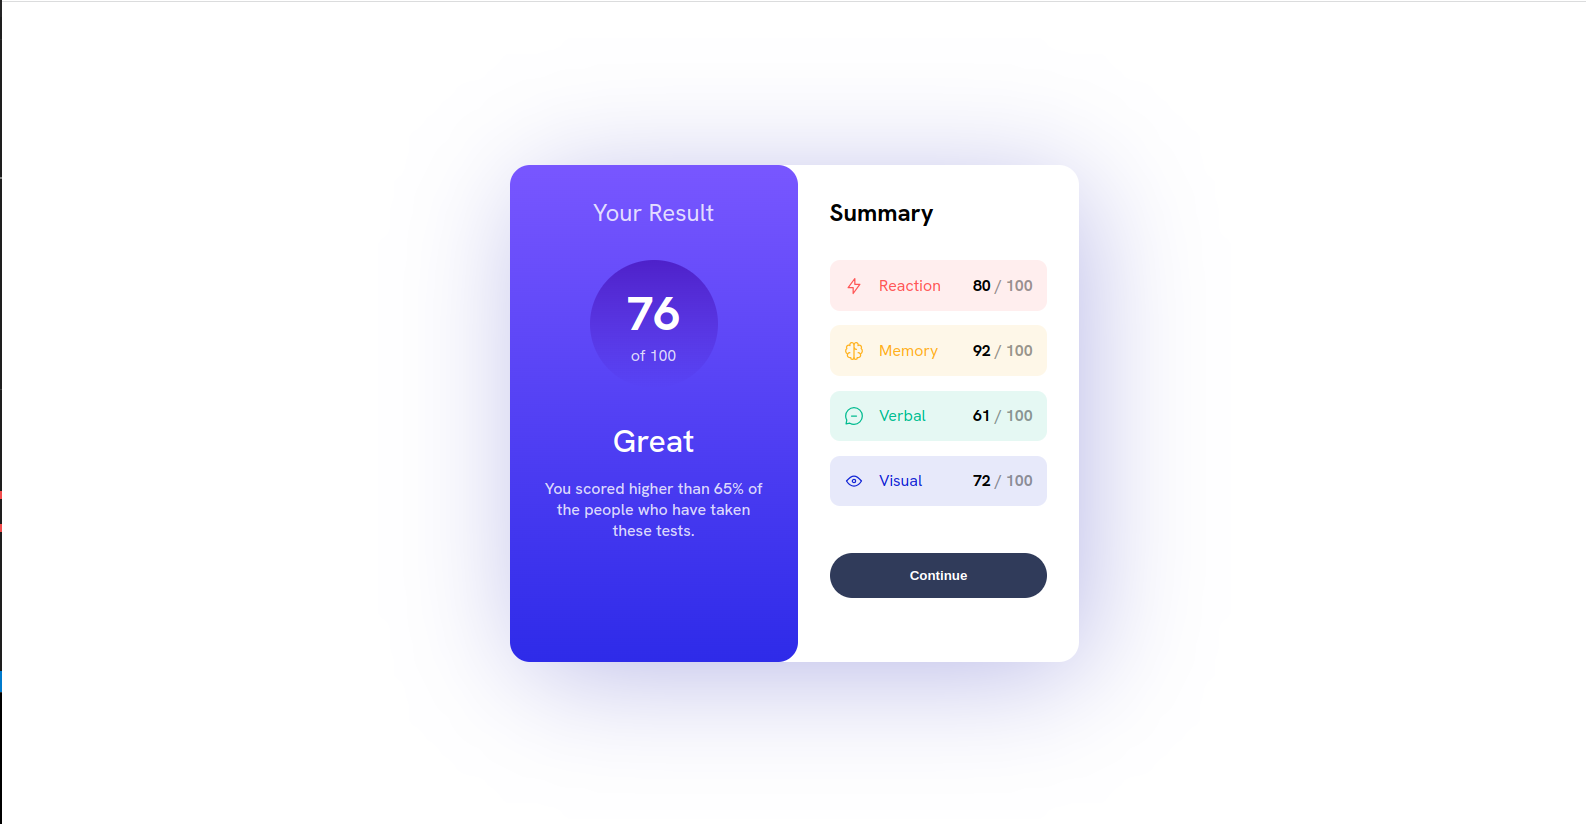 Your Result
76
of 100
Great
You scored higher than 65% of
the people who have taken
these tests.
Summary
Reaction 80 / 100
Memory 92 / 100
Verbal 61 / 100
Visual 72 / 100
Continue